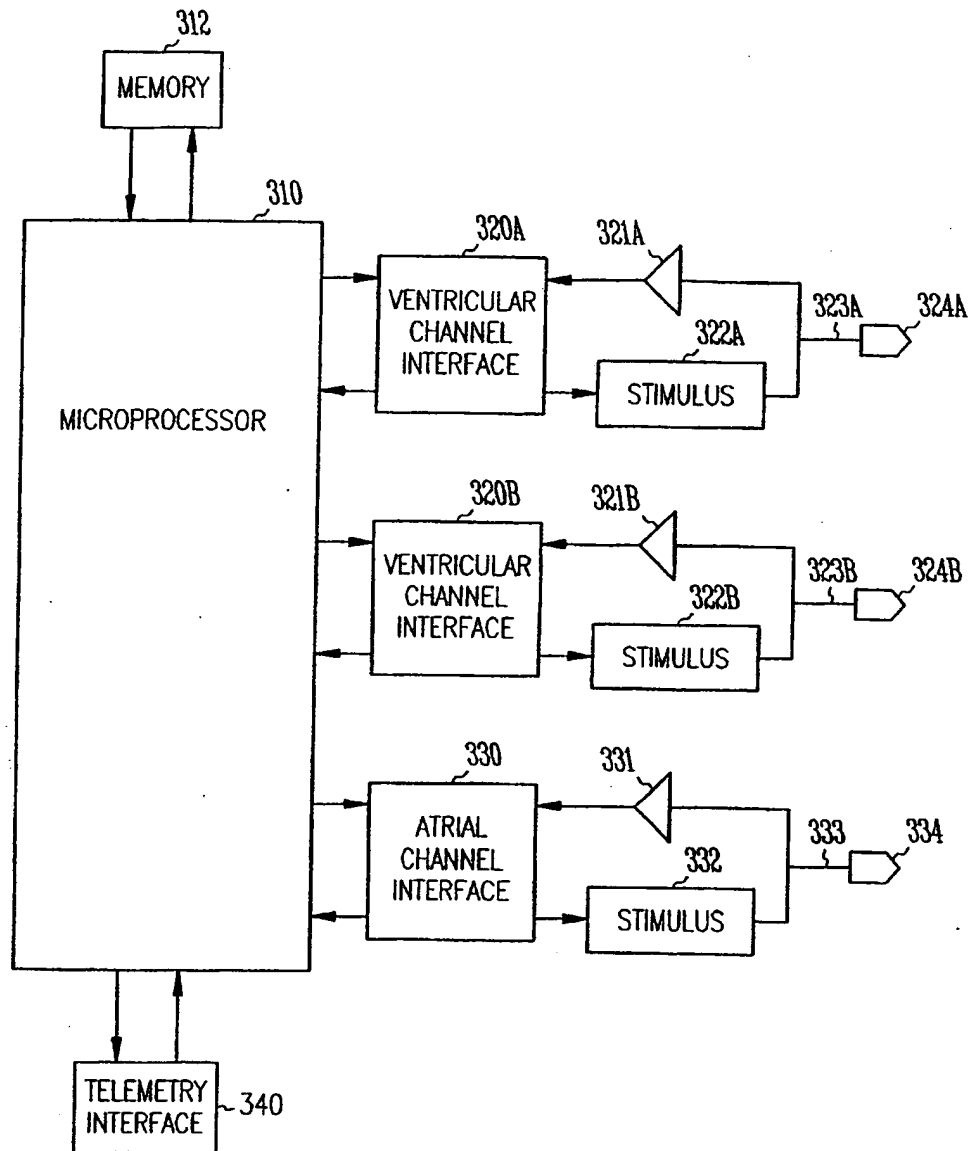 312
MEMORY
310
MICROPROCESSOR
320A
VENTRICULAR
CHANNEL
INTERFACE
321A
322A
STIMULUS
323A
324A
320B
VENTRICULAR
CHANNEL
INTERFACE
321B
322B
STIMULUS
323B
324B
330
ATRIAL
CHANNEL
INTERFACE
331
332
STIMULUS
333
334
TELEMETRY
INTERFACE
340